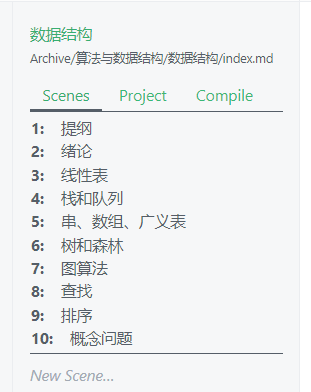 数据结构
Archive/算法与数据结构/数据结构/index.md
Scenes Project Compile
1: 提纲
2: 绪论
3: 线性表
4: 栈和队列
5: 串、数组、广义表
6: 树和森林
7: 图算法
8: 查找
9: 排序
10: 概念问题
New Scene...